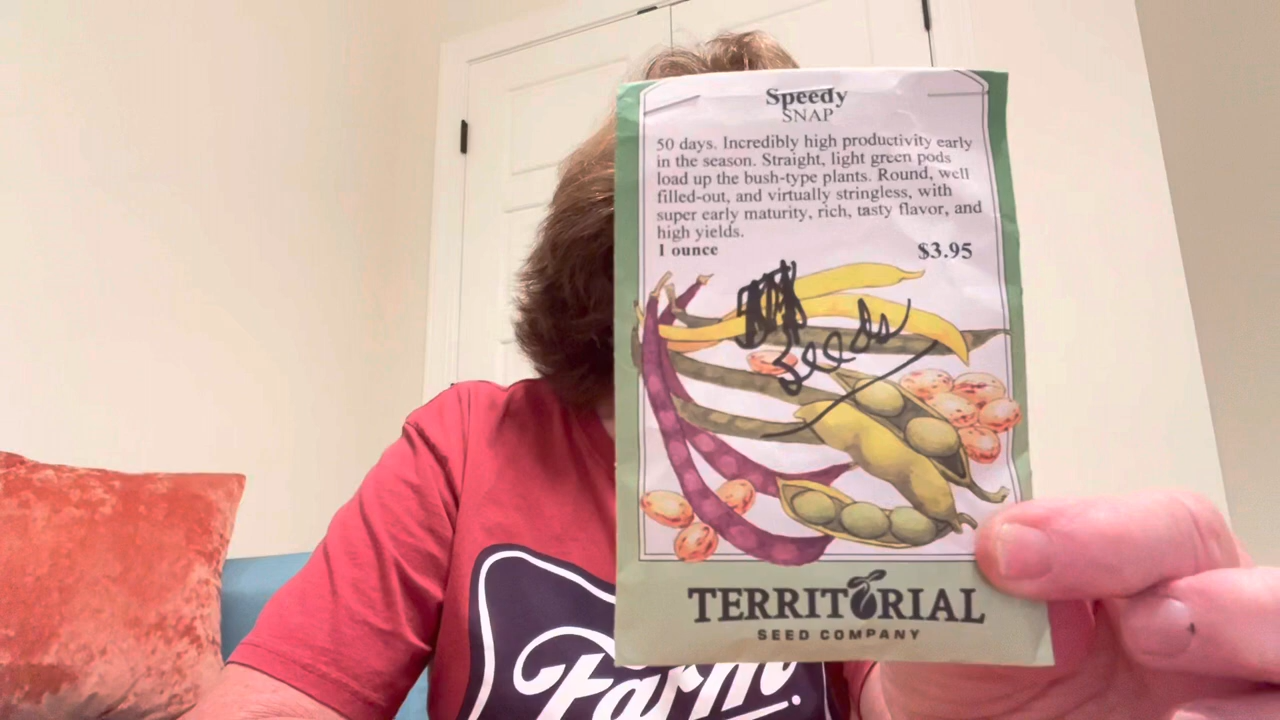 Speedy
SNAP
50 days. Incredibly high productivity early
in the season. Straight, light green pods
load up the bush-type plants. Round, well
filled-out, and virtually stringless, with
super early maturity, rich, tasty flavor, and
high yields.
1 ounce $3.95
Seeds
TERRITORIAL
SEED COMPANY
Farm